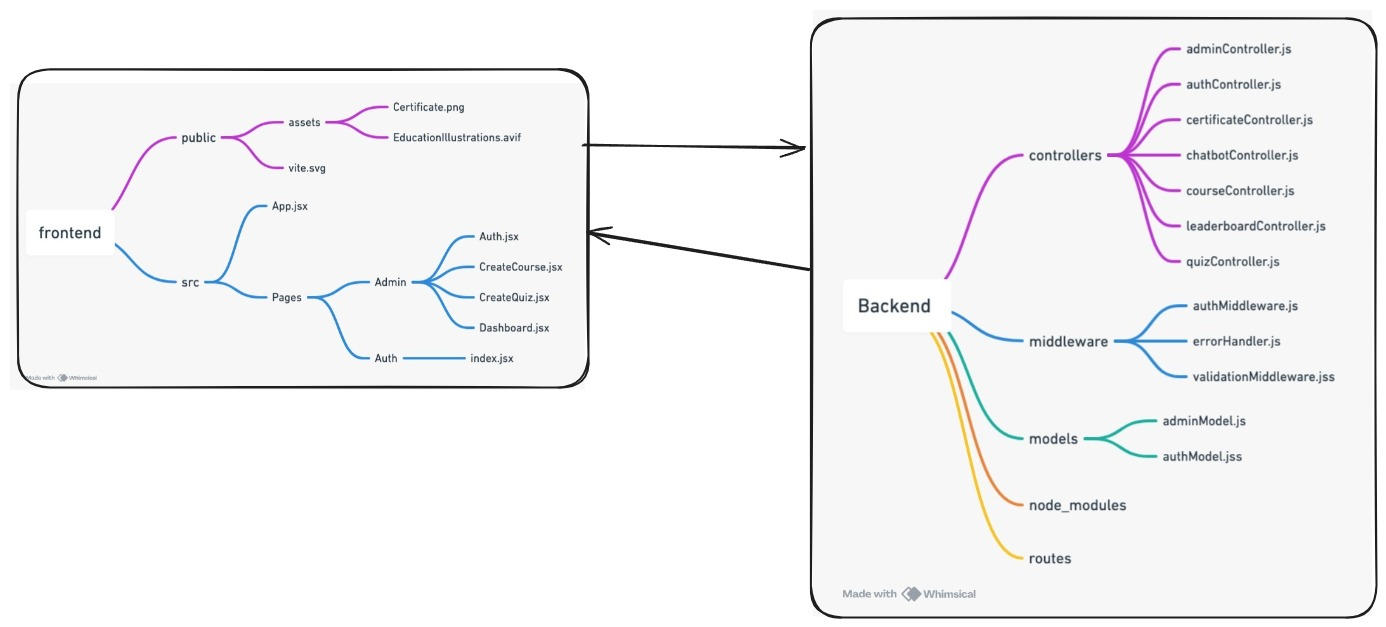 frontend
public
assets
Certificate.png
EducationIllustrations.avif
vite.svg
src
App.jsx
Pages
Admin
Auth.jsx
CreateCourse.jsx
CreateQuiz.jsx
Dashboard.jsx
Auth
index.jsx
Made with Whimsical
Backend
controllers
adminController.js
authController.js
certificateController.js
chatbotController.js
courseController.js
leaderboardController.js
quizController.js
middleware
authMiddleware.js
errorHandler.js
validationMiddleware.jss
models
adminModel.js
authModel.jss
node_modules
routes
Made with Whimsical